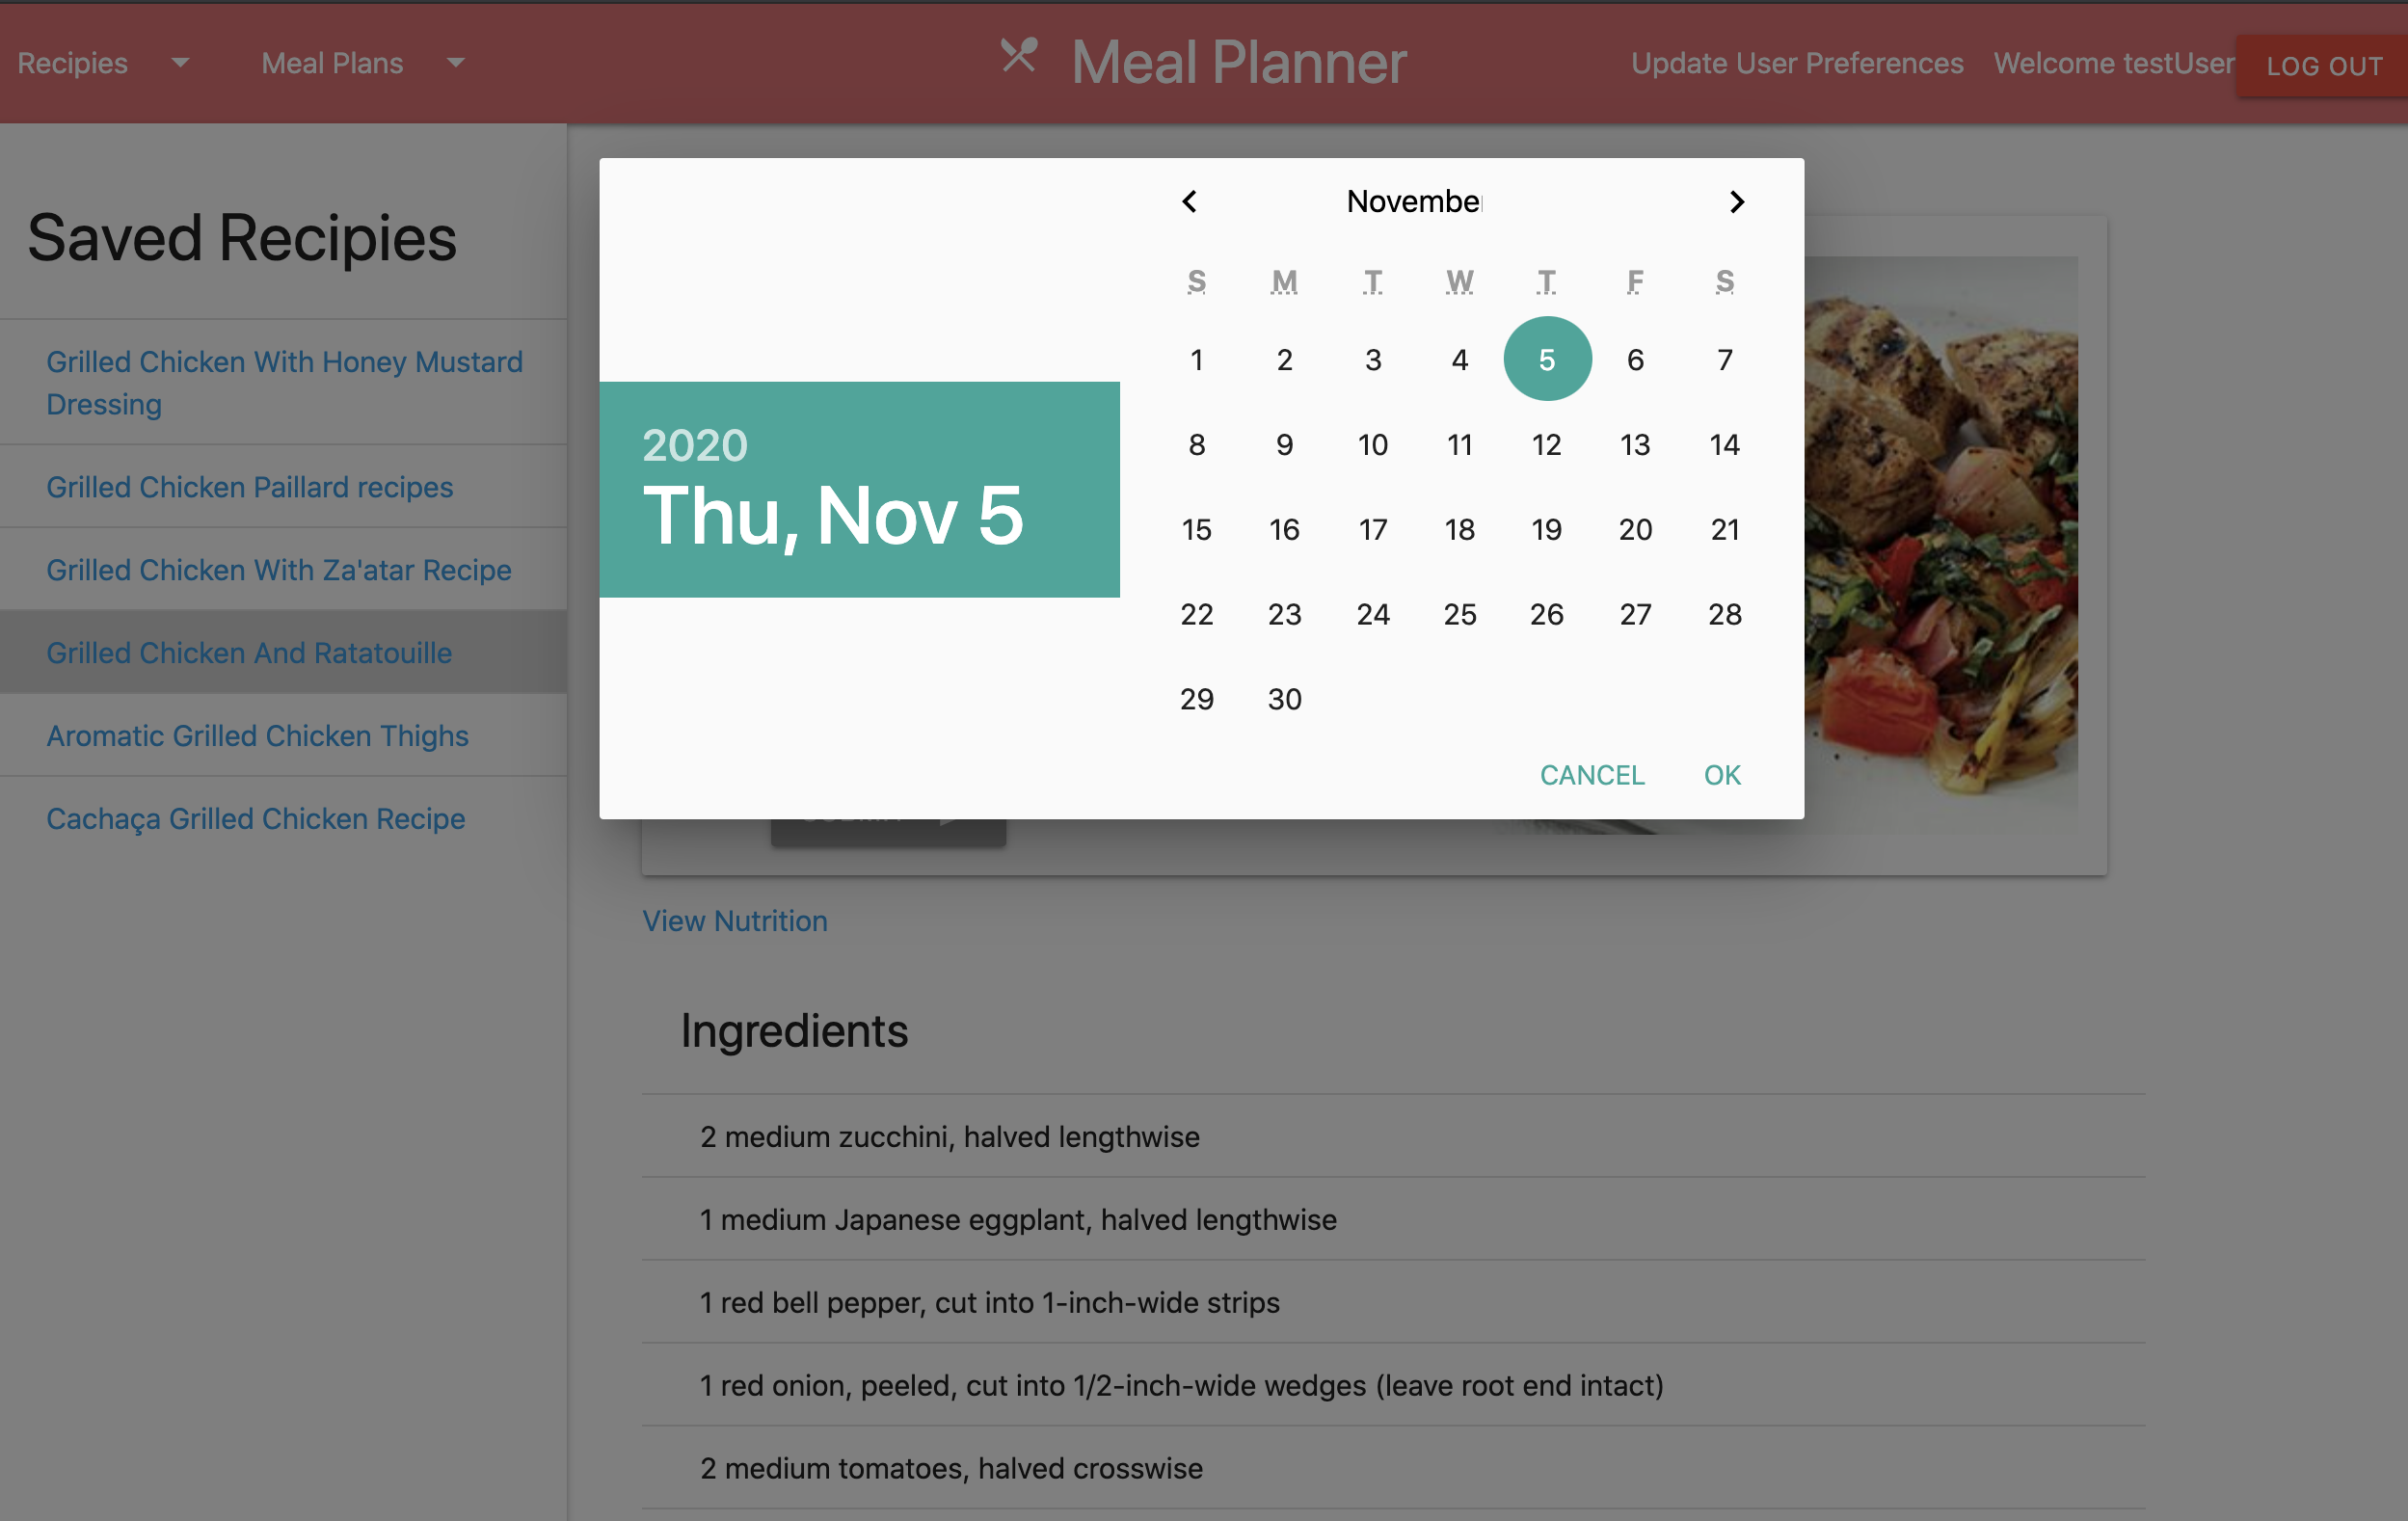 Recipies
Meal Plans
Meal Planner
Update User Preferences
Welcome testUser
LOG OUT
Saved Recipies
Grilled Chicken With Honey Mustard
Dressing
Grilled Chicken Paillard recipes
Grilled Chicken With Za'atar Recipe
Grilled Chicken And Ratatouille
Aromatic Grilled Chicken Thighs
Cachaça Grilled Chicken Recipe
2020
Thu, Nov 5
Novembe
S M T W T F S
1 2 3 4 5 6 7
8 9 10 11 12 13 14
15 16 17 18 19 20 21
22 23 24 25 26 27 28
29 30
CANCEL OK
View Nutrition
Ingredients
2 medium zucchini, halved lengthwise
1 medium Japanese eggplant, halved lengthwise
1 red bell pepper, cut into 1-inch-wide strips
1 red onion, peeled, cut into 1/2-inch-wide wedges (leave root end intact)
2 medium tomatoes, halved crosswise